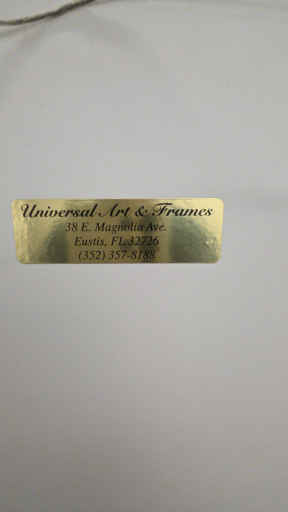 Universal Art & Frames
38 E. Magnolia Ave.
Eustis, FL 32726
(352) 357-8188